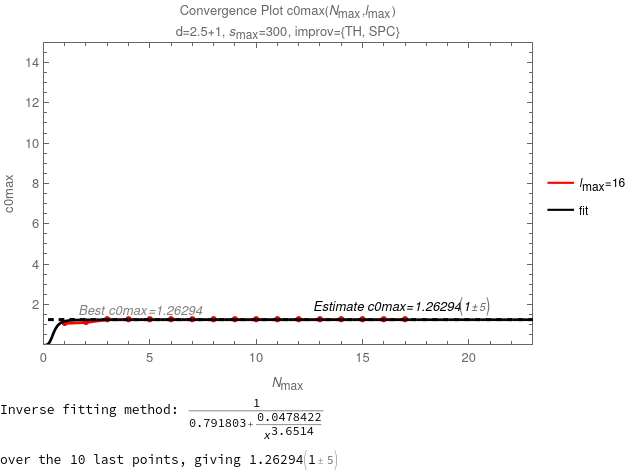 Convergence Plot c0max(Nmax,lmax)
d=2.5+1, smax=300, improv={TH, SPC}
14
12
10
8
6
4
2
c0max
Best c0max=1.26294
Estimate c0max=1.26294(1±5)
0 5 10 15 20
Nmax
lmax=16
fit
Inverse fitting method: 1
0.791803+ 0.0478422
x3.6514
over the 10 last points, giving 1.26294(1±5)